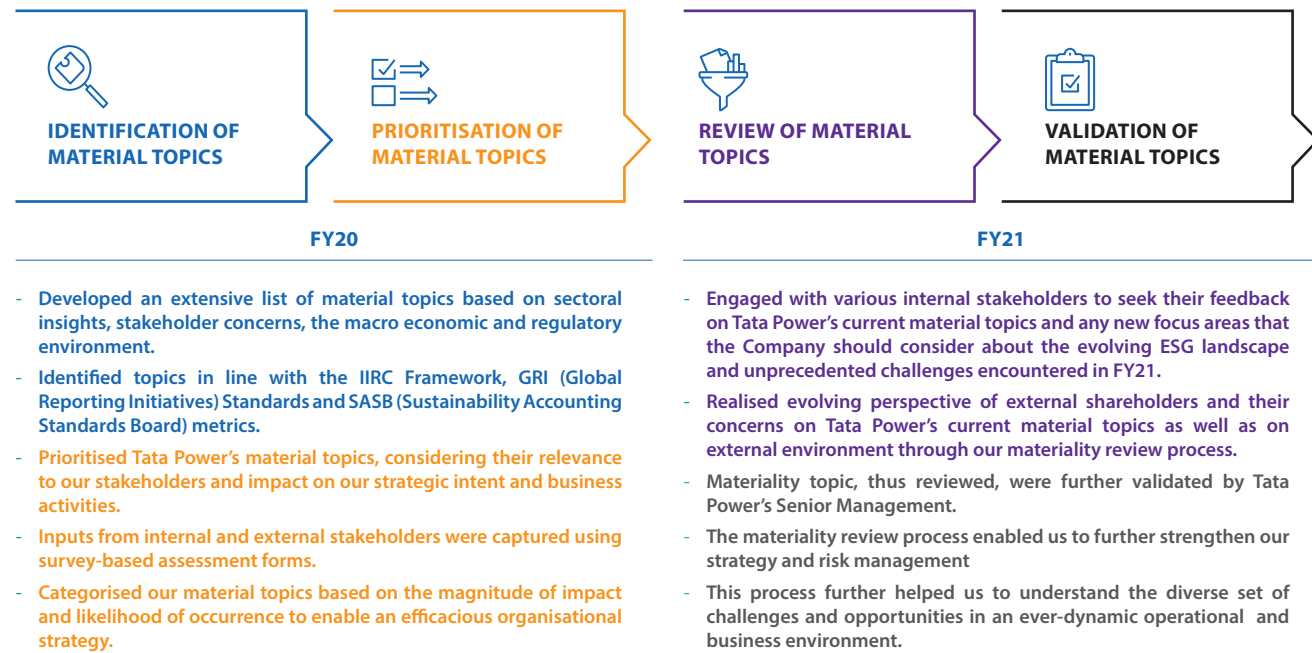 IDENTIFICATION OF
MATERIAL TOPICS
PRIORITISATION OF
MATERIAL TOPICS
REVIEW OF MATERIAL
TOPICS
VALIDATION OF
MATERIAL TOPICS
FY20
- Developed an extensive list of material topics based on sectoral
insights, stakeholder concerns, the macro economic and regulatory
environment.
- Identified topics in line with the IIRC Framework, GRI (Global
Reporting Initiatives) Standards and SASB (Sustainability Accounting
Standards Board) metrics.
- Prioritised Tata Power's material topics, considering their relevance
to our stakeholders and impact on our strategic intent and business
activities.
- Inputs from internal and external stakeholders were captured using
survey-based assessment forms.
- Categorised our material topics based on the magnitude of impact
and likelihood of occurrence to enable an efficacious organisational
strategy.
FY21
- Engaged with various internal stakeholders to seek their feedback
on Tata Power's current material topics and any new focus areas that
the Company should consider about the evolving ESG landscape
and unprecedented challenges encountered in FY21.
- Realised evolving perspective of external shareholders and their
concerns on Tata Power's current material topics as well as on
external environment through our materiality review process.
- Materiality topic, thus reviewed, were further validated by Tata
Power's Senior Management.
- The materiality review process enabled us to further strengthen our
strategy and risk management
- This process further helped us to understand the diverse set of
challenges and opportunities in an ever-dynamic operational and
business environment.